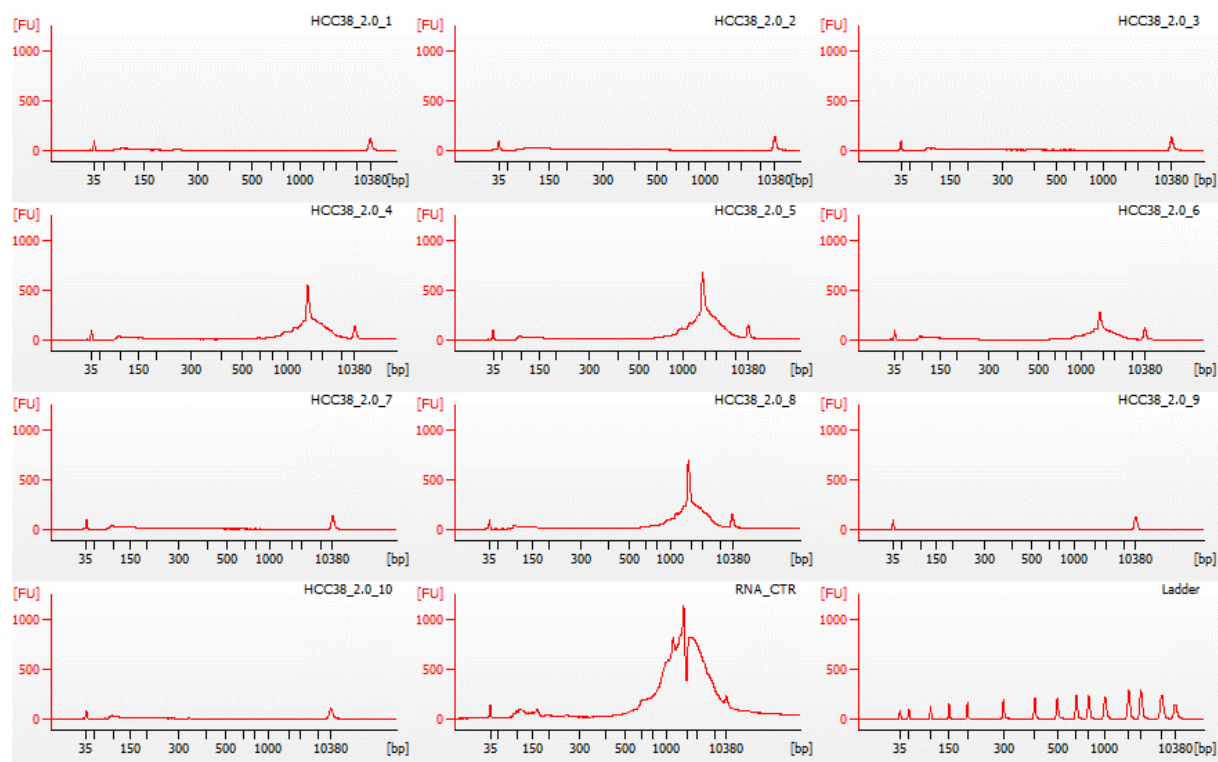 [FU] HCC38_2.0_1
1000
500
0
35 150 300 500 1000 10380[bp]
[FU] HCC38_2.0_2
1000
500
0
35 150 300 500 1000 10380[bp]
[FU] HCC38_2.0_3
1000
500
0
35 150 300 500 1000 10380 [bp]
[FU] HCC38_2.0_4
1000
500
0
35 150 300 1000 10380 [bp]
[FU] HCC38_2.0_5
1000
500
0
35 150 300 1000 10380 [bp]
[FU] HCC38_2.0_6
1000
500
0
35 150 300 1000 10380 [bp]
[FU] HCC38_2.0_7
1000
500
0
35 150 300 500 1000 10380 [bp]
[FU] HCC38_2.0_8
1000
500
0
35 150 300 500 1000 10380 [bp]
[FU] HCC38_2.0_9
1000
500
0
35 150 300 500 1000 10380 [bp]
[FU] HCC38_2.0_10
1000
500
0
35 150 300 500 1000 10380 [bp]
[FU] RNA_CTR
1000
500
0
35 150 300 500 1000 10380 [bp]
[FU] Ladder
1000
500
0
35 150 300 500 1000 10380[bp]